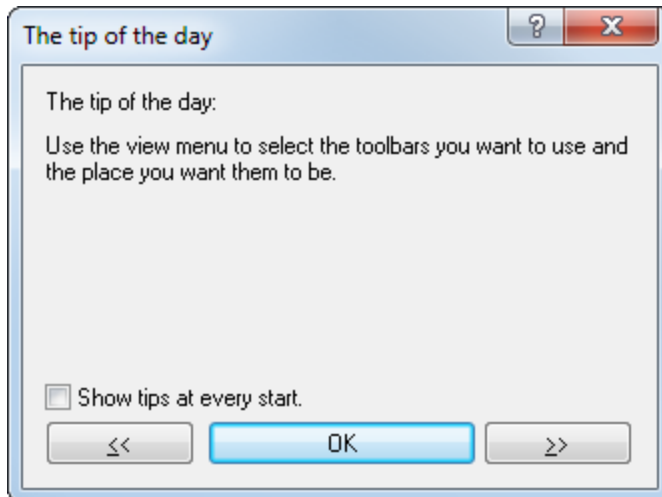 The tip of the day
The tip of the day:
Use the view menu to select the toolbars you want to use and
the place you want them to be.
Show tips at every start.
<<
OK
>>